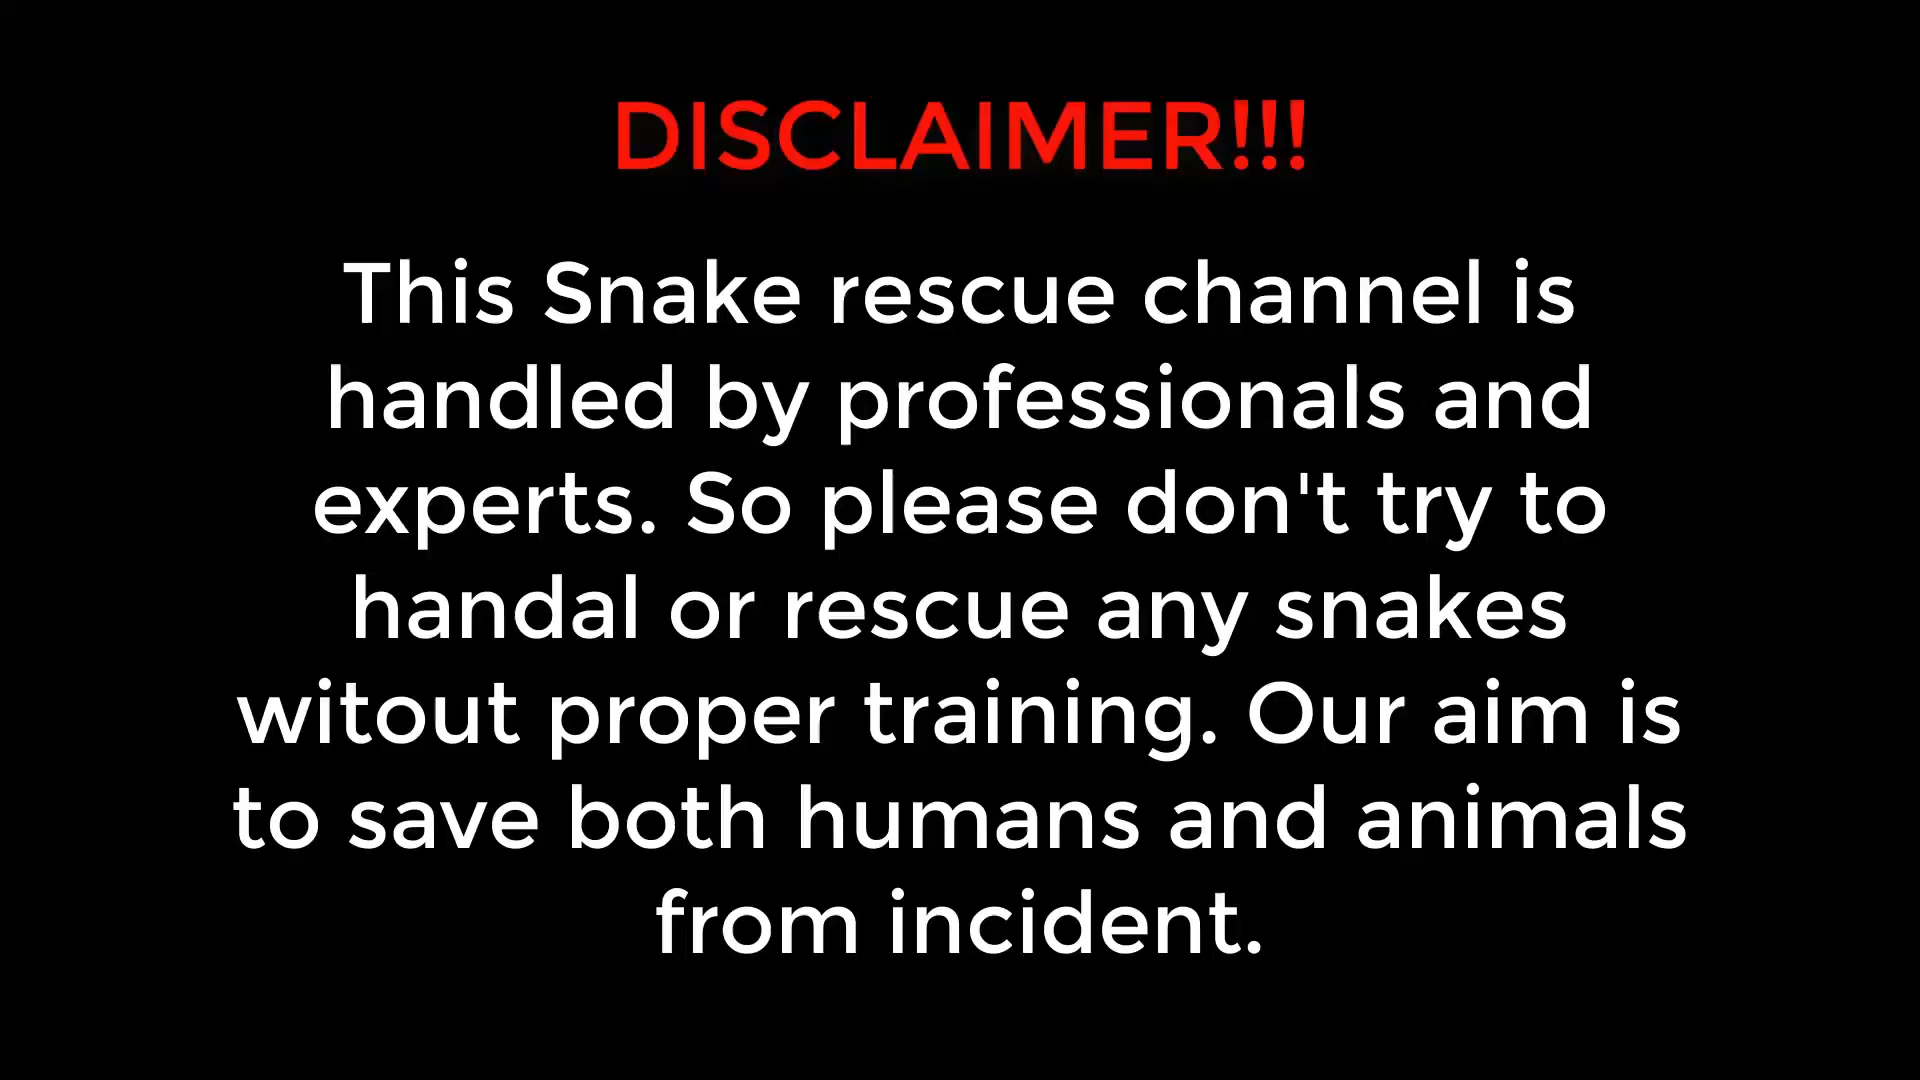 DISCLAIMER!!!
This Snake rescue channel is
handled by professionals and
experts. So please don't try to
handal or rescue any snakes
witout proper training. Our aim is
to save both humans and animals
from incident.